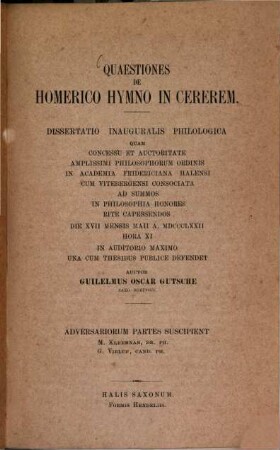 QUAESTIONES
DE
HOMERICO HYMNO IN CEREREM.
DISSERTATIO INAUGURALIS PHILOLOGICA
QUAM
CONCESSU ET AUCTORITATE
AMPLISSIMI PHILOSOPHORUM ORDINIS
IN ACADEMIA FRIDERICIANA HALENSI
CUM VITEBERGENSI CONSOCIATA
AD SUMMOS
IN PHILOSOPHIA HONORES
RITE CAPESSENDOS
DIE XVII MENSIS MAII A. MDCCCLXXII
HORA XI
IN AUDITORIO MAXIMO
UNA CUM THESIBUS PUBLICE DEFENDET
AUCTOR
GUILELMUS OSCAR GUTSCHE
ADVERSARIORUM PARTES SUSCIPIENT
M. DR. PH.
G. CAND. PH.
HALIS SAXONUM.
FORMIS HENDELIIS.